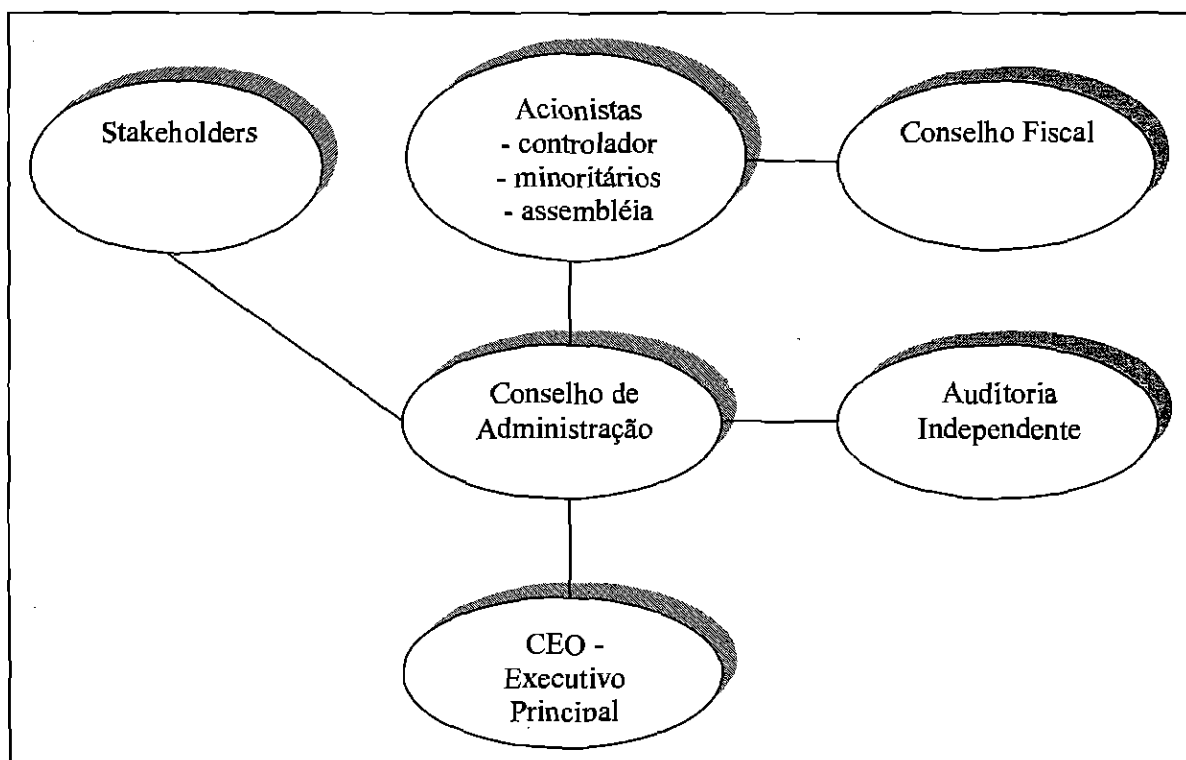 Stakeholders
Acionistas
- controlador
- minoritários
- assembléia
Conselho Fiscal
Conselho de
Administração
Auditoria
Independente
CEO -
Executivo
Principal